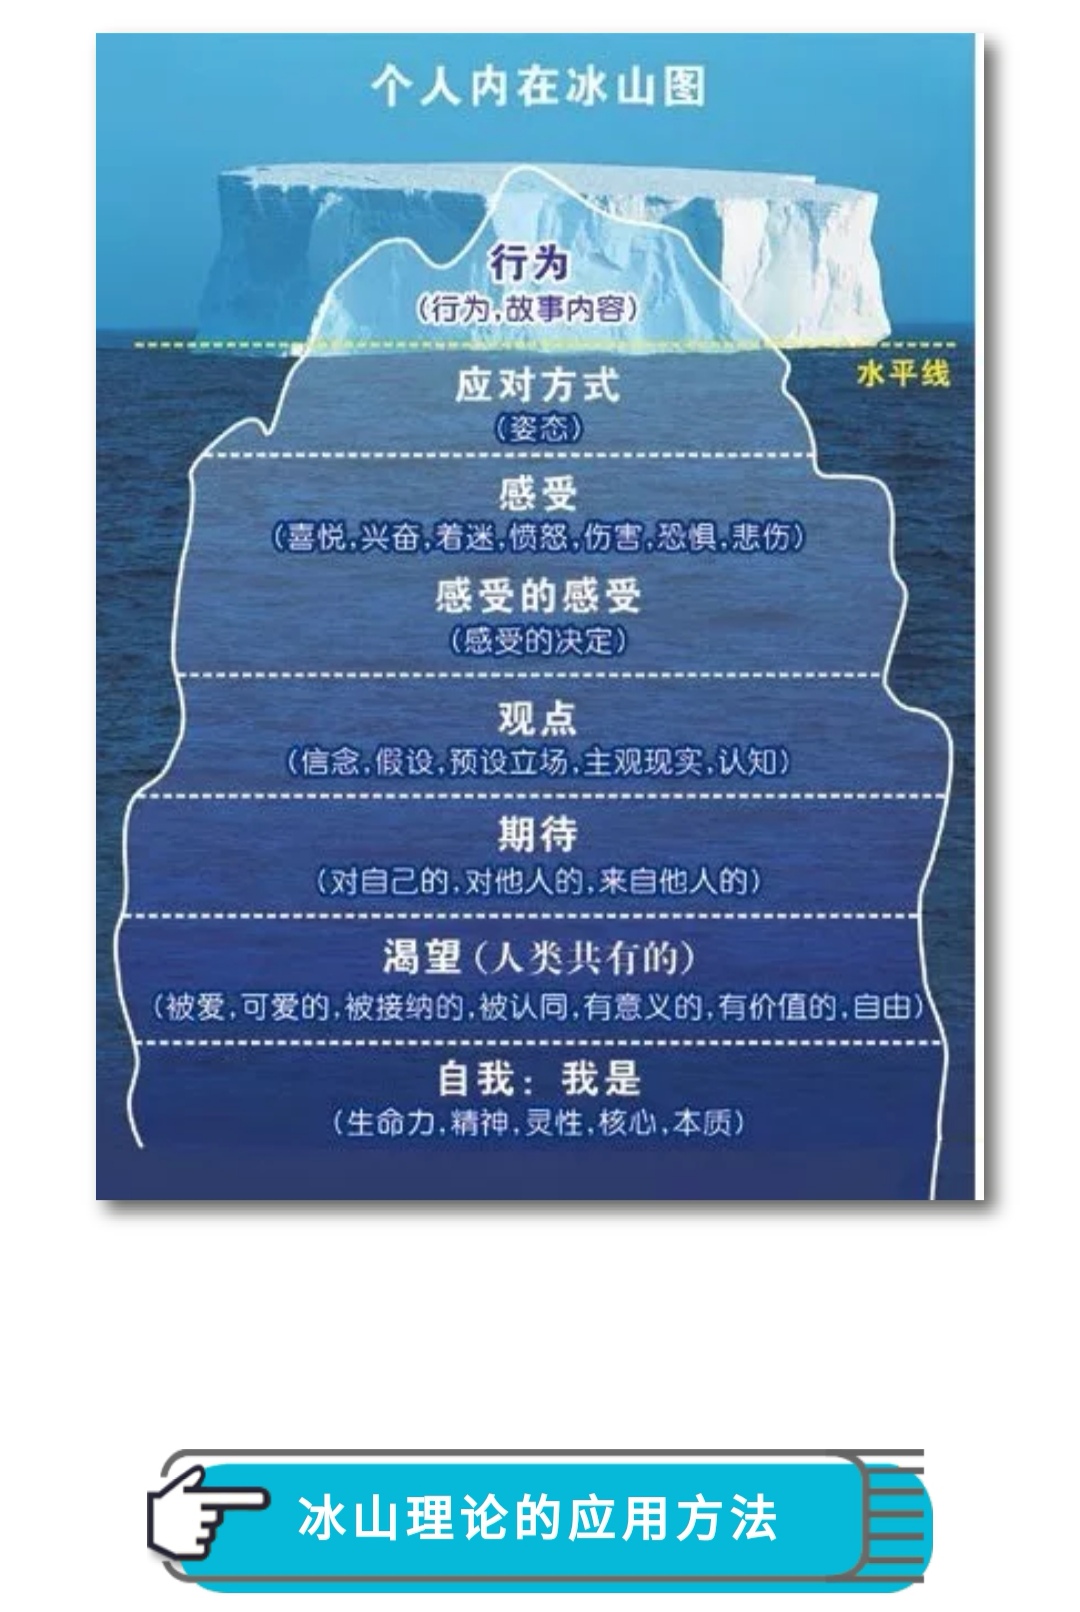 个人内在冰山图
行为
(行为,故事内容)
水平线
应对方式
(姿态)
感受
(喜悦,兴奋,着迷,愤怒,伤害,恐惧,悲伤)
感受的感受
(感受的决定)
观点
(信念,假设,预设立场,主观现实,认知)
期待
(对自己的,对他人的,来自他人的)
渴望(人类共有的)
(被爱,可爱的,被接纳的,被认同,有意义的,有价值的,自由)
自我：我是
(生命力,精神,灵性,核心,本质)
冰山理论的应用方法